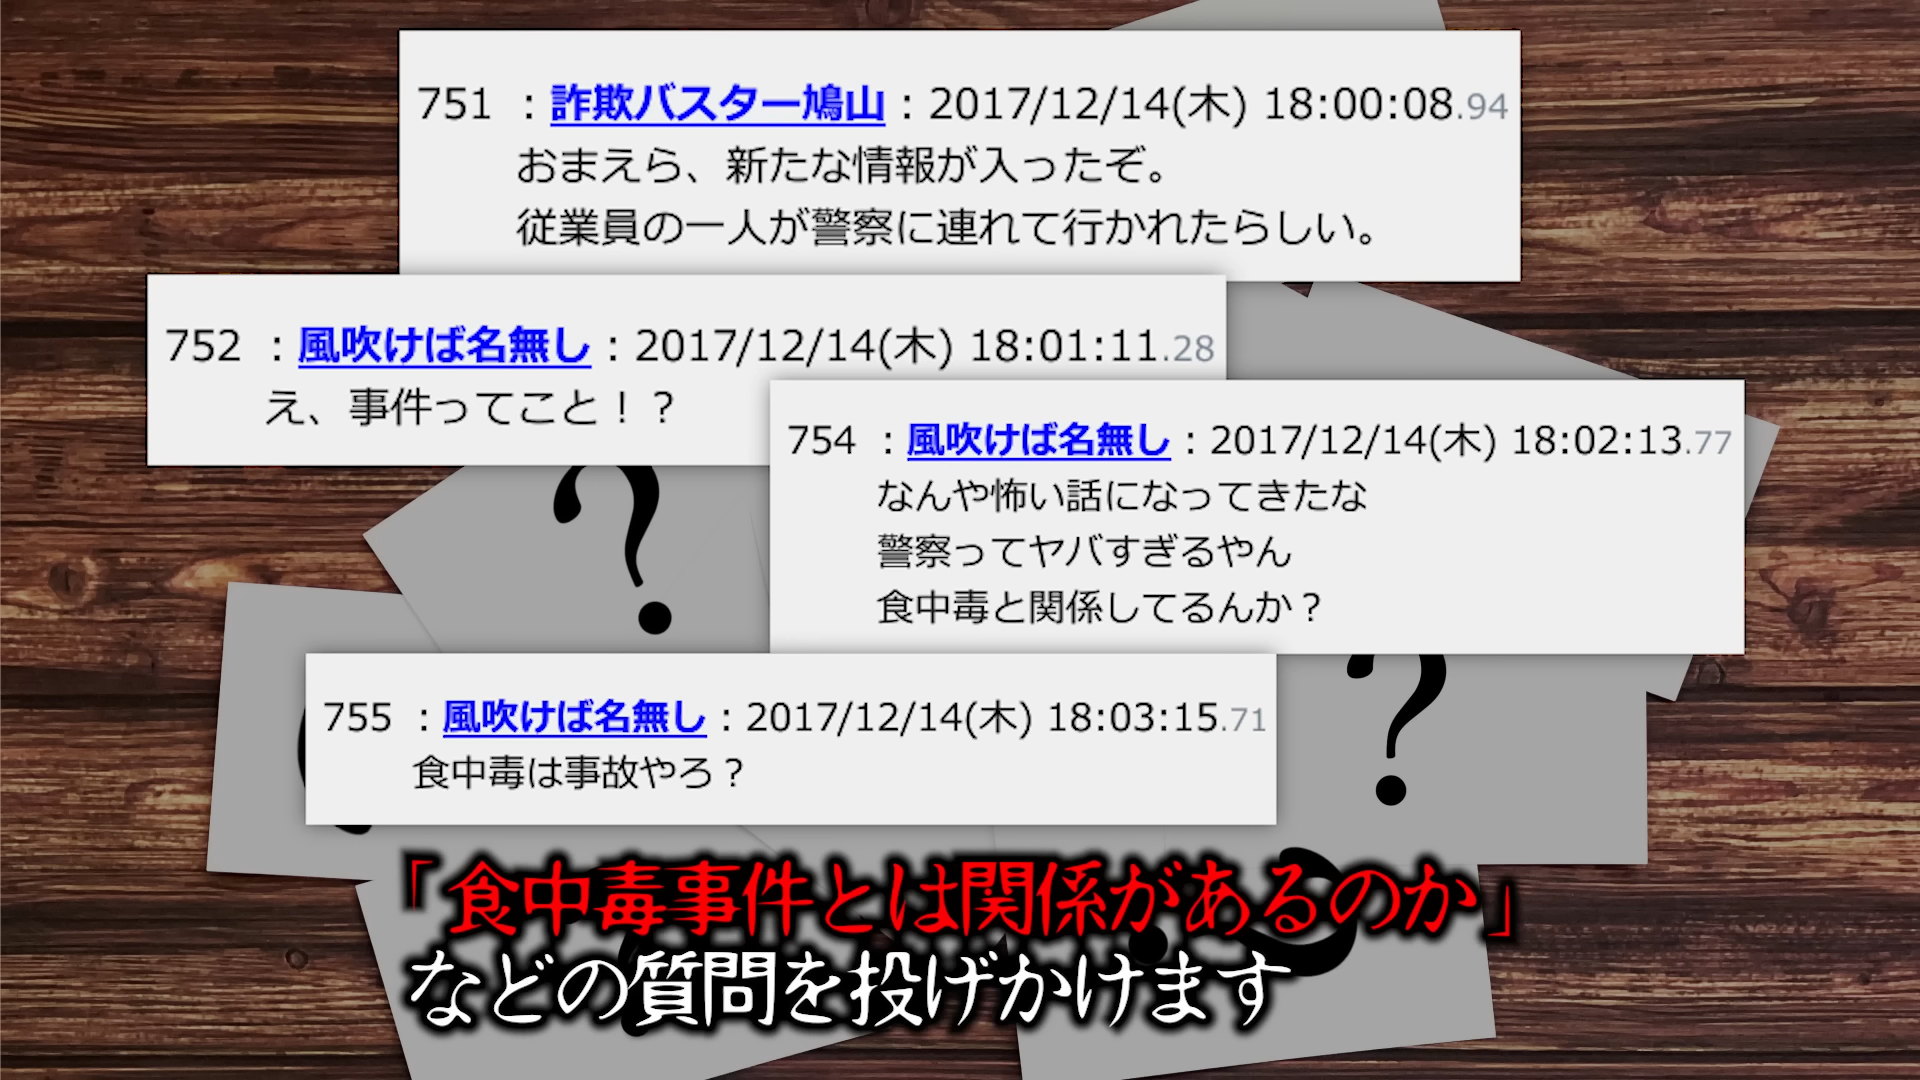 751 ：詐欺バスター鳩山：2017/12/14(木) 18:00:08.94
おまえら、新たな情報が入ったぞ。
従業員の一人が警察に連れて行かれたらしい。
752 ：風吹けば名無し：2017/12/14(木) 18:01:11.28
え、事件ってこと！？
754 ：風吹けば名無し：2017/12/14(木) 18:02:13.77
なんや怖い話になってきたな
警察ってヤバすぎるやん
食中毒と関係してるんか？
755 ：風吹けば名無し：2017/12/14(木) 18:03:15.71
食中毒は事故やろ？
？
？
「食中毒事件とは関係があるのか」
などの質問を投げかけます